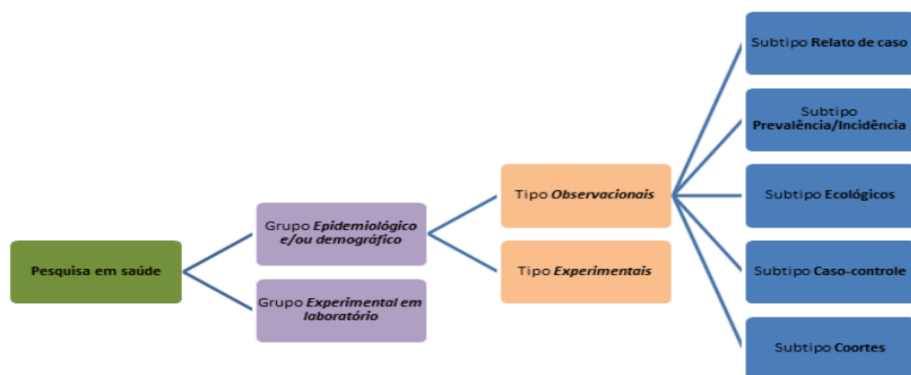 Pesquisa em saúde
Grupo Epidemiológico
e/ou demográfico
Grupo Experimental em
laboratório
Tipo Observacionais
Tipo Experimentais
Subtipo Relato de caso
Subtipo
Prevalência/Incidência
Subtipo Ecológicos
Subtipo Caso-controle
Subtipo Coortes